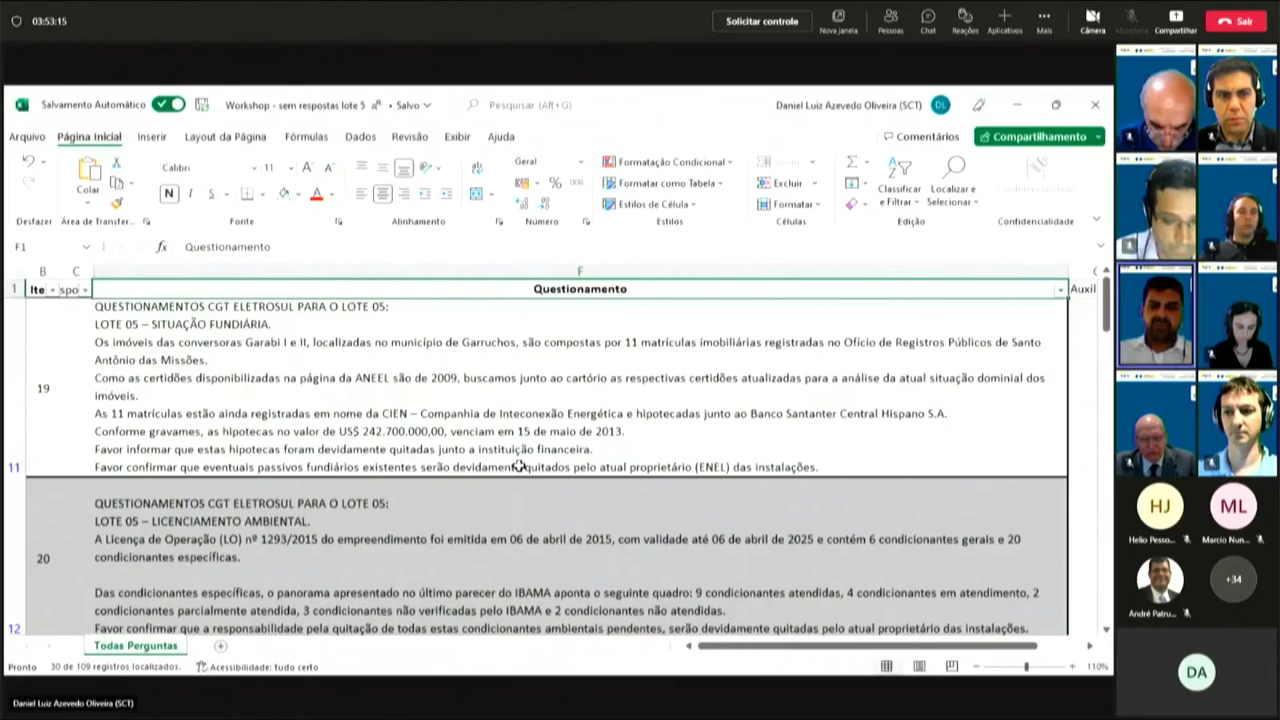 03:53:15
Solicitar controle
Nova janela
Pessoas
Chat
Reações
Aplicativos
Mais
Câmera
Compartilhar
Sair
Salvamento Automático
Workshop - sem respostas lote 5
• Salvo
Pesquisar (Alt+G)
Daniel Luiz Azevedo Oliveira (SCT)
DL
Arquivo
Página Inicial
Inserir
Layout da Página
Fórmulas
Dados
Revisão
Exibir
Ajuda
Comentários
Compartilhamento
Colar
Calibri
11
N
I
S
Geral
Formatação Condicional
Formatar como Tabela
Estilos de Célula
Excluir
Formatar
Classificar
e Filtrar
Localizar e
Selecionar
Desfazer
Área de Transfer...
Fonte
Alinhamento
Número
Estilos
Células
Edição
Confidencialidade
F1
fx
Questionamento
B
C
F
1
Ite
spo
Questionamento
Auxil
QUESTIONAMENTOS CGT ELETROSUL PARA O LOTE 05:
LOTE 05 – SITUAÇÃO FUNDIÁRIA.
Os imóveis das conversoras Garabi I e II, localizadas no município de Garruchos, são compostas por 11 matrículas imobiliárias registradas no Ofício de Registros Públicos de Santo
Antônio das Missões.
Como as certidões disponibilizadas na página da ANEEL são de 2009, buscamos junto ao cartório as respectivas certidões atualizadas para a análise da atual situação dominial dos
imóveis.
19
As 11 matrículas estão ainda registradas em nome da CIEN – Companhia de Inteconexão Energética e hipotecadas junto ao Banco Santanter Central Hispano S.A.
Conforme gravames, as hipotecas no valor de US$ 242.700.000,00, venciam em 15 de maio de 2013.
Favor informar que estas hipotecas foram devidamente quitadas junto a instituição financeira.
11
Favor confirmar que eventuais passivos fundiários existentes serão devidament quitados pelo atual proprietário (ENEL) das instalações.
QUESTIONAMENTOS CGT ELETROSUL PARA O LOTE 05:
LOTE 05 – LICENCIAMENTO AMBIENTAL.
A Licença de Operação (LO) nº 1293/2015 do empreendimento foi emitida em 06 de abril de 2015, com validade até 06 de abril de 2025 e contém 6 condicionantes gerais e 20
condicionantes específicas.
20
Das condicionantes específicas, o panorama apresentado no último parecer do IBAMA aponta o seguinte quadro: 9 condicionantes atendidas, 4 condicionantes em atendimento, 2
condicionantes parcialmente atendida, 3 condicionantes não verificadas pelo IBAMA e 2 condicionantes não atendidas.
12
Favor confirmar que a responsabilidade pela quitação de todas estas condicionantes ambientais pendentes, serão devidamente quitadas pelo atual proprietário das instalações.
Todas Perguntas
Pronto
30 de 109 registros localizados.
Acessibilidade: tudo certo
110%
HJ
ML
Helio Pesso...
Marcio Nun...
+34
André Patru...
DA
Daniel Luiz Azevedo Oliveira (SCT)